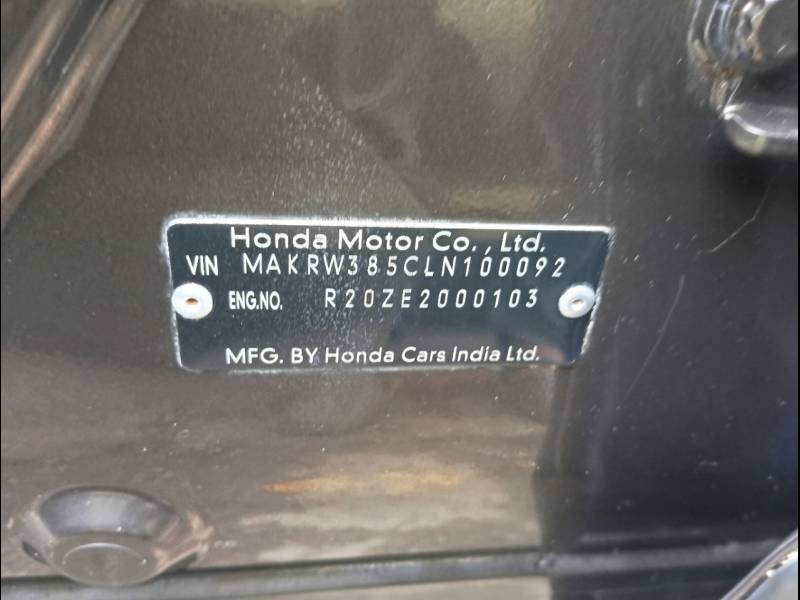 Honda Motor Co., Ltd.
VIN MAKRW385CLN100092
ENG.NO. R20ZE2000103
MFG. BY Honda Cars India Ltd.